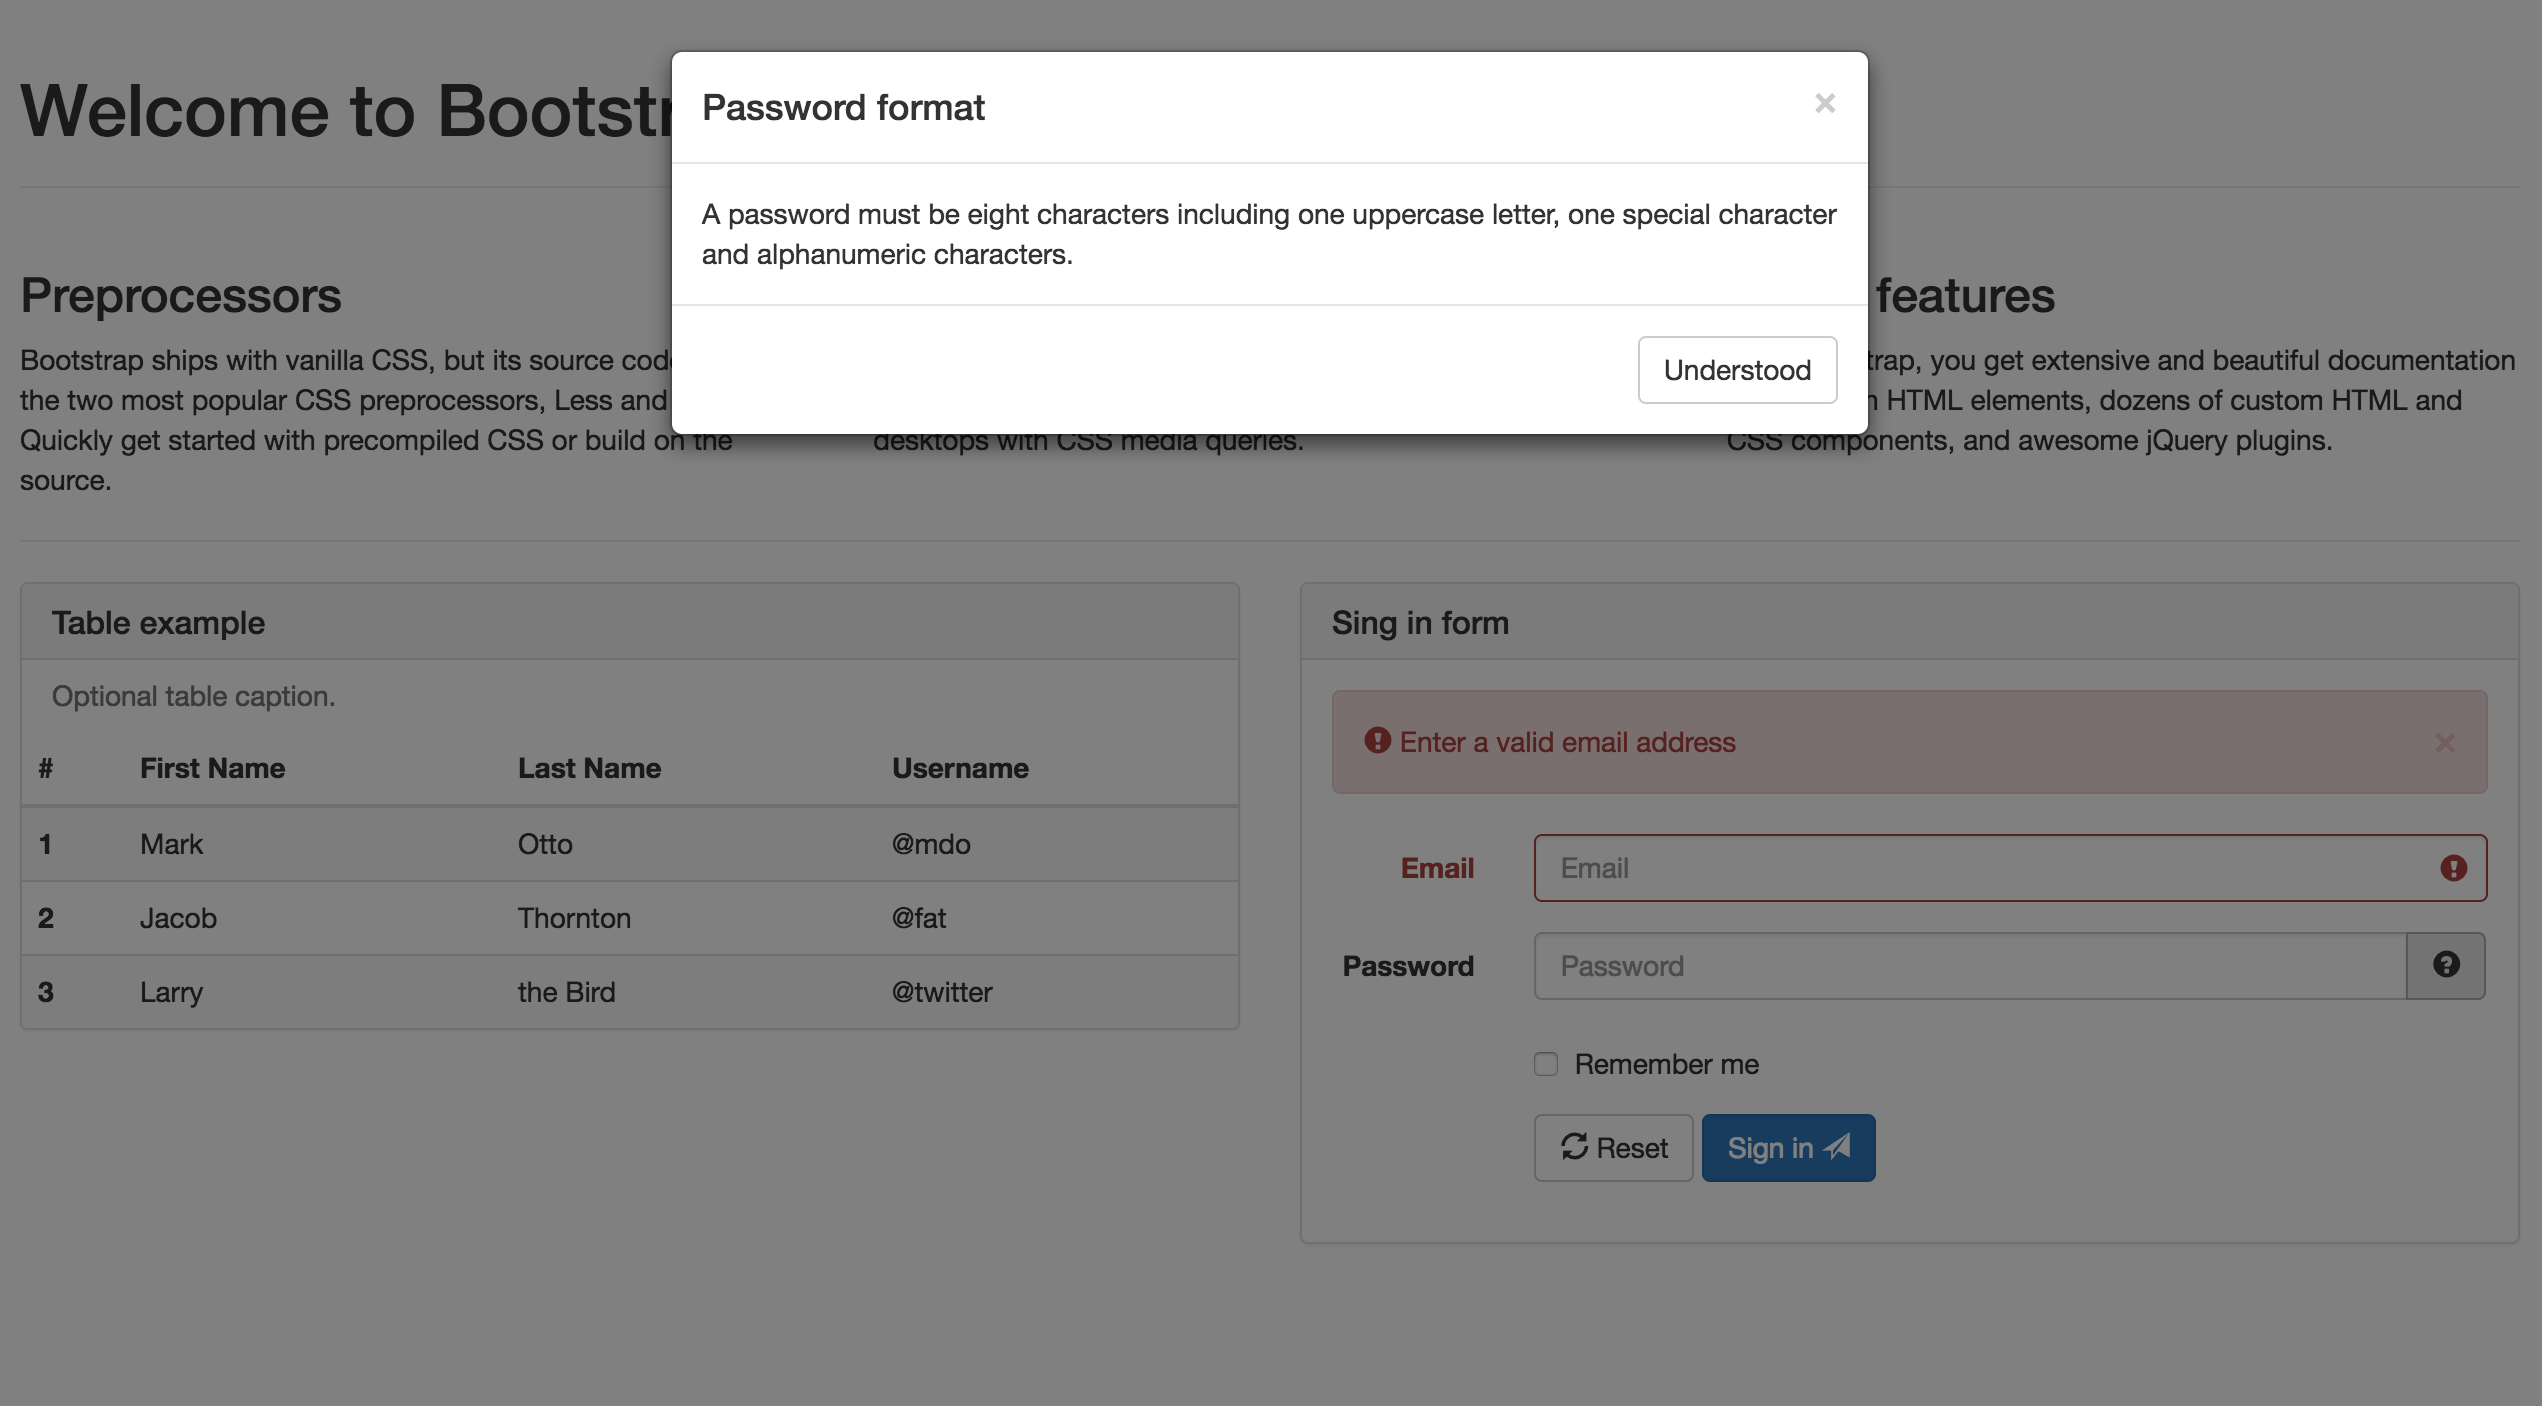 Welcome to
Password format
×
A password must be eight characters including one uppercase letter, one special character
and alphanumeric characters.
Understood
Preprocessors
Bootstrap ships with vanilla CSS, but its source
the two most popular CSS preprocessors, Less and
Quickly get started with precompiled CSS or build on the
source.
desktops with CSS media queries.
features
you get extensive and beautiful documentation
HTML elements, dozens of custom HTML and
CSS components, and awesome jQuery plugins.
Table example
Optional table caption.
# First Name Last Name Username
1 Mark Otto @mdo
2 Jacob Thornton @fat
3 Larry the Bird @twitter
Sing in form
Enter a valid email address ×
Email Email
Password Password
Remember me
Reset Sign in